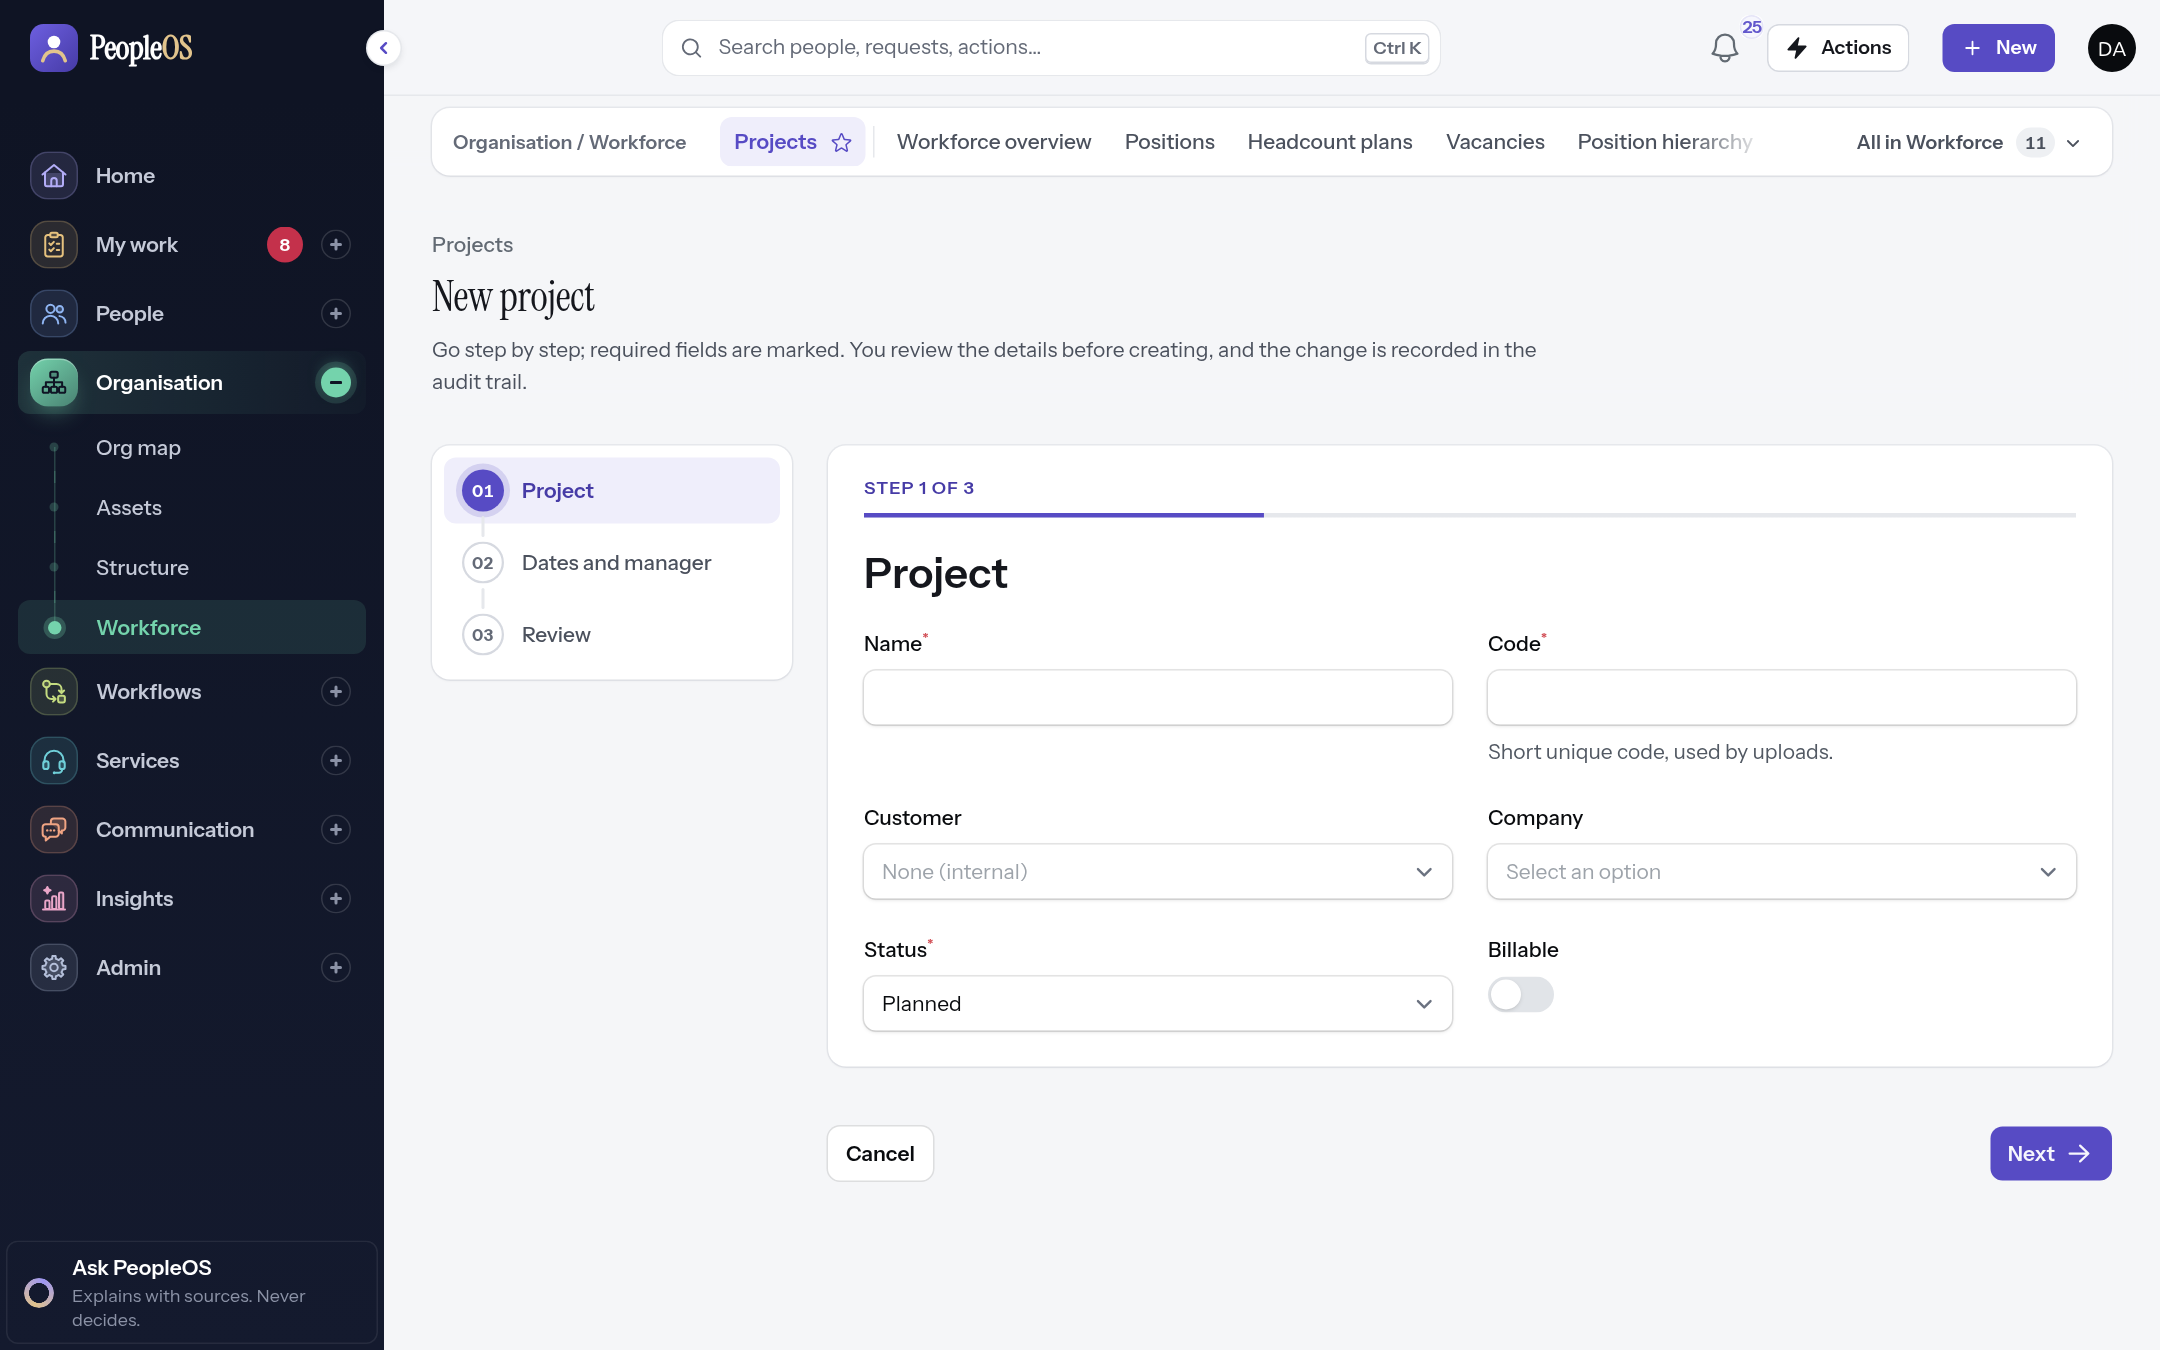 PeopleOS
Search people, requests, actions...
Ctrl K
25
Actions
New
DA
Home
My work
8
People
Organisation
Org map
Assets
Structure
Workforce
Workflows
Services
Communication
Insights
Admin
Ask PeopleOS
Explains with sources. Never
decides.
Organisation / Workforce
Projects
Workforce overview
Positions
Headcount plans
Vacancies
Position hierarchy
All in Workforce
11
Projects
New project
Go step by step; required fields are marked. You review the details before creating, and the change is recorded in the
audit trail.
01
Project
02
Dates and manager
03
Review
STEP 1 OF 3
Project
Name*
Code*
Short unique code, used by uploads.
Customer
None (internal)
Company
Select an option
Status*
Planned
Billable
Cancel
Next